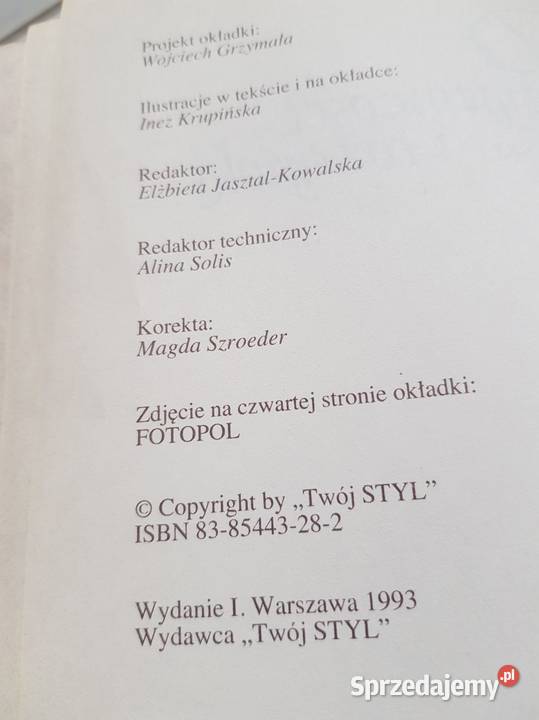 Projekt okładki:
Wojciech Grzymała
Ilustracje w tekście i na okładce:
Inez Krupińska
Redaktor:
Elżbieta Jasztal-Kowalska
Redaktor techniczny:
Alina Solis
Korekta:
Magda Szroeder
Zdjęcie na czwartej stronie okładki:
FOTOPOL
© Copyright by „Twój STYL”
ISBN 83-85443-28-2
Wydanie I. Warszawa 1993
Wydawca „Twój STYL”
Sprzedajemy.pl